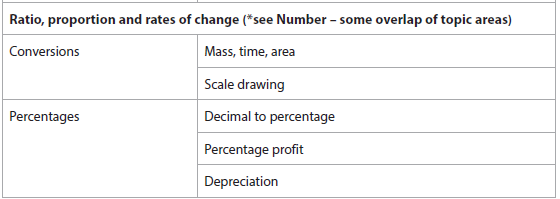 Ratio, proportion and rates of change (*see Number – some overlap of topic areas)
Conversions
Mass, time, area
Scale drawing
Percentages
Decimal to percentage
Percentage profit
Depreciation